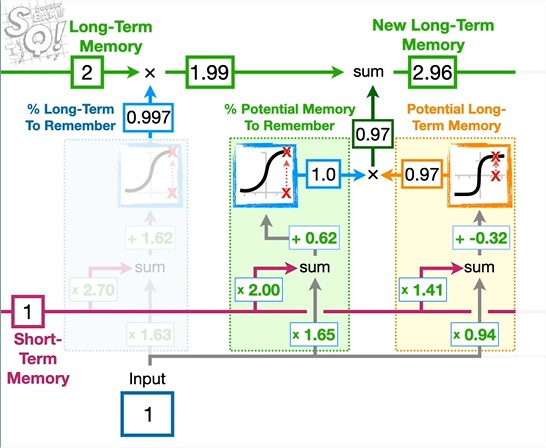 STATQUEST!!
Long-Term
Memory
New Long-Term
Memory
2
×
1.99
sum
2.96
% Long-Term
To Remember
% Potential Memory
To Remember
Potential Long-
Term Memory
0.997
0.97
1.0
×
0.97
+ 1.62
+ 0.62
+ -0.32
sum
sum
sum
× 2.70
× 2.00
× 1.41
1
× 1.63
× 1.65
× 0.94
Short-
Term
Memory
Input
1